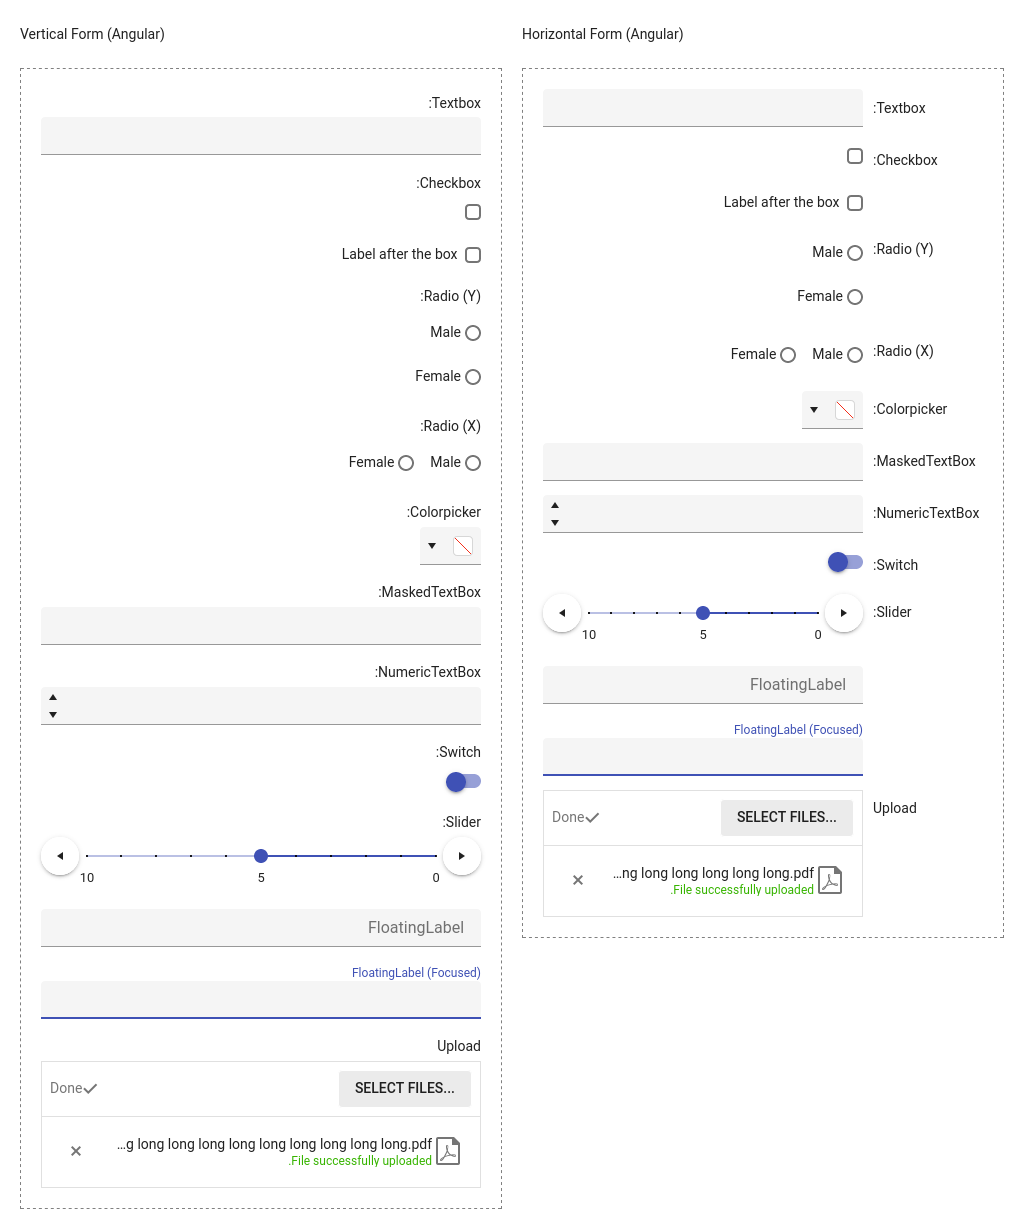 Vertical Form (Angular)
:Textbox
:Checkbox
Label after the box
:Radio (Y)
Male
Female
:Radio (X)
Female Male
:Colorpicker
:MaskedTextBox
:NumericTextBox
:Switch
:Slider
10 5 0
FloatingLabel
FloatingLabel (Focused)
Upload
Done SELECT FILES...
...g long long long long long long long long long.pdf
.File successfully uploaded
Horizontal Form (Angular)
:Textbox
:Checkbox
Label after the box
Male :Radio (Y)
Female
Female Male :Radio (X)
:Colorpicker
:MaskedTextBox
:NumericTextBox
:Switch
:Slider
10 5 0
FloatingLabel
FloatingLabel (Focused)
Upload
Done SELECT FILES...
...ng long long long long long.pdf
.File successfully uploaded